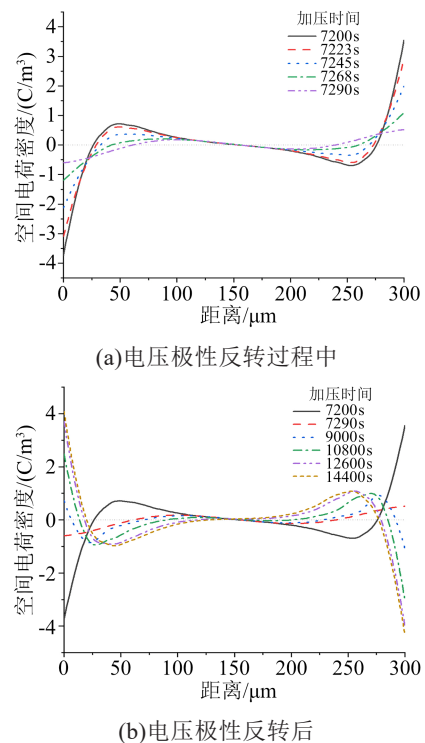 加压时间
7200s
7223s
7245s
7268s
7290s
空间电荷密度/(C/m³)
4
3
2
1
0
-1
-2
-3
-4
0
50
100
150
200
250
300
距离/μm
(a)电压极性反转过程中
加压时间
7200s
7290s
9000s
10800s
12600s
14400s
空间电荷密度/(C/m³)
4
2
0
-2
-4
0
50
100
150
200
250
300
距离/μm
(b)电压极性反转后